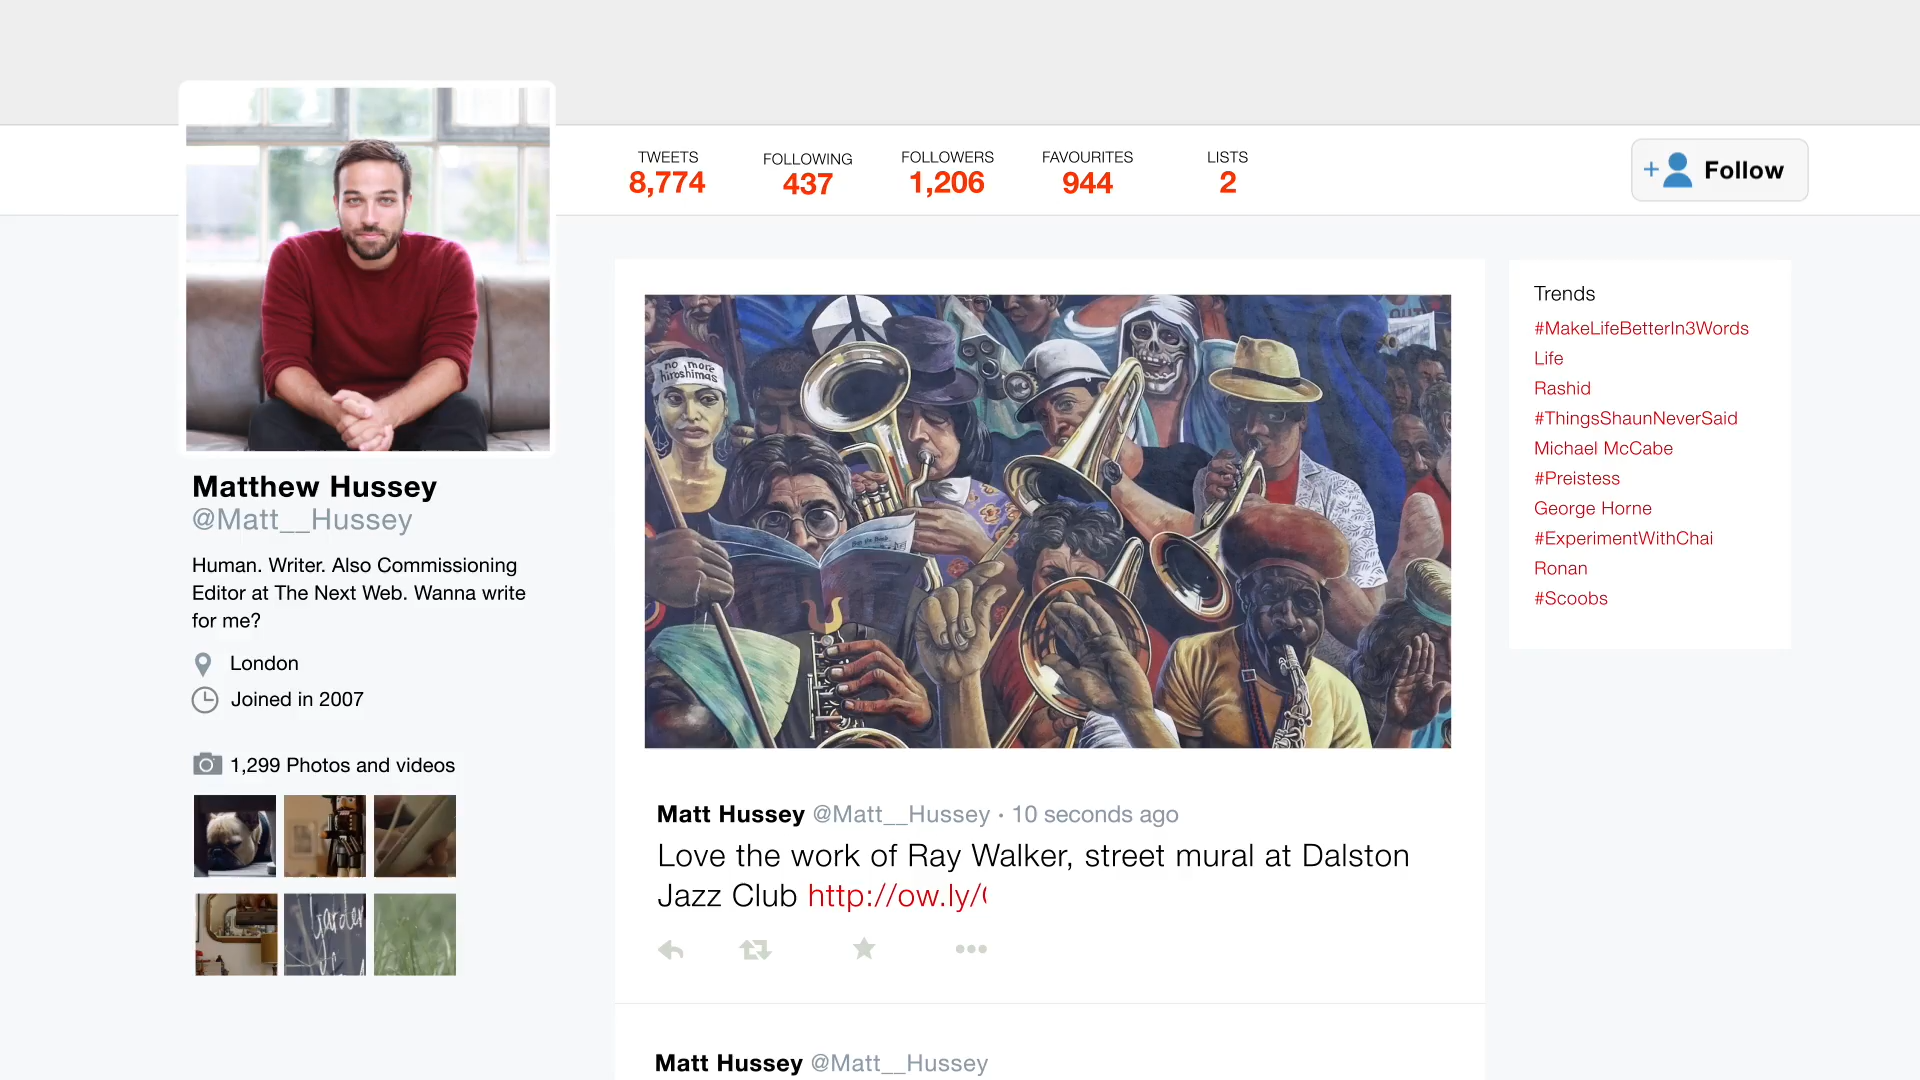 TWEETS
8,774
FOLLOWING
437
FOLLOWERS
1,206
FAVOURITES
944
LISTS
2
Follow
Matthew Hussey
@Matt__Hussey
Human. Writer. Also Commissioning
Editor at The Next Web. Wanna write
for me?
London
Joined in 2007
1,299 Photos and videos
garden
no more
hiroshimas
Matt Hussey @Matt__Hussey · 10 seconds ago
Love the work of Ray Walker, street mural at Dalston
Jazz Club http://ow.ly/
Matt Hussey @Matt__Hussey
Trends
#MakeLifeBetterIn3Words
Life
Rashid
#ThingsShaunNeverSaid
Michael McCabe
#Preistess
George Horne
#ExperimentWithChai
Ronan
#Scoobs